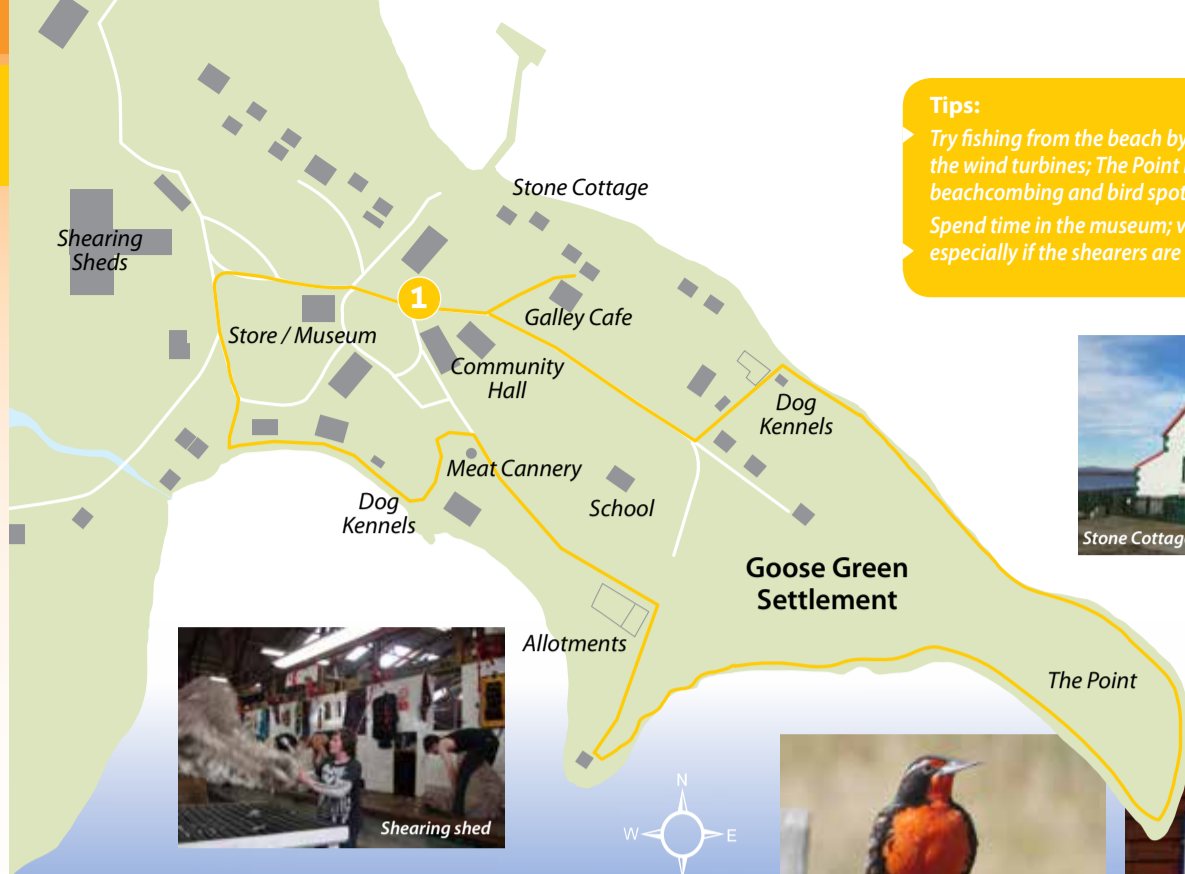 Tips:
Try fishing from the beach by
the wind turbines; The Point
beachcombing and bird
Spend time in the museum;
especially if the shearers are
Stone Cottage
Shearing
Sheds
1
Store / Museum
Galley Cafe
Community
Hall
Dog
Kennels
Meat Cannery
Dog
Kennels
School
Stone
Goose Green
Settlement
Allotments
The Point
Shearing shed
N
W
E